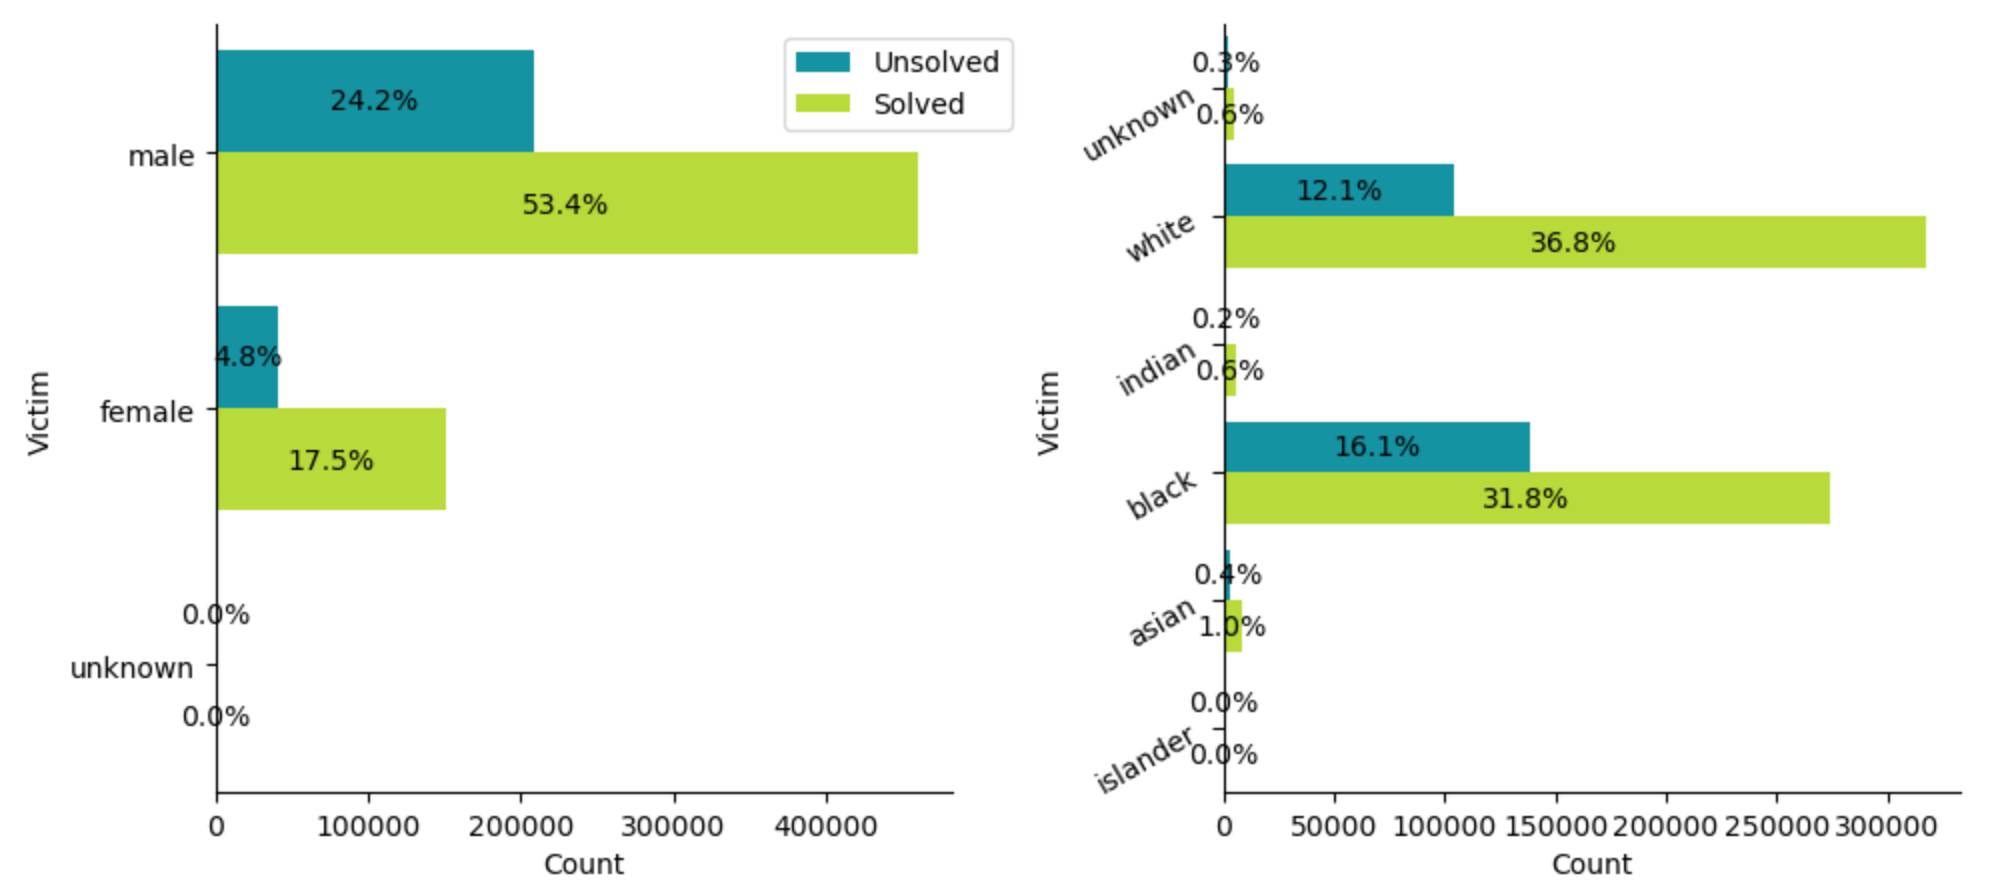 Unsolved
Solved
24.2%
male
53.4%
4.8%
female
17.5%
0.0%
unknown
0.0%
Victim
0 100000 200000 300000 400000
Count
0.3%
unknown
0.6%
12.1%
white
36.8%
0.2%
indian
0.6%
16.1%
black
31.8%
0.4%
asian
1.0%
0.0%
islander
0.0%
Victim
0 50000 100000 150000 200000 250000 300000
Count